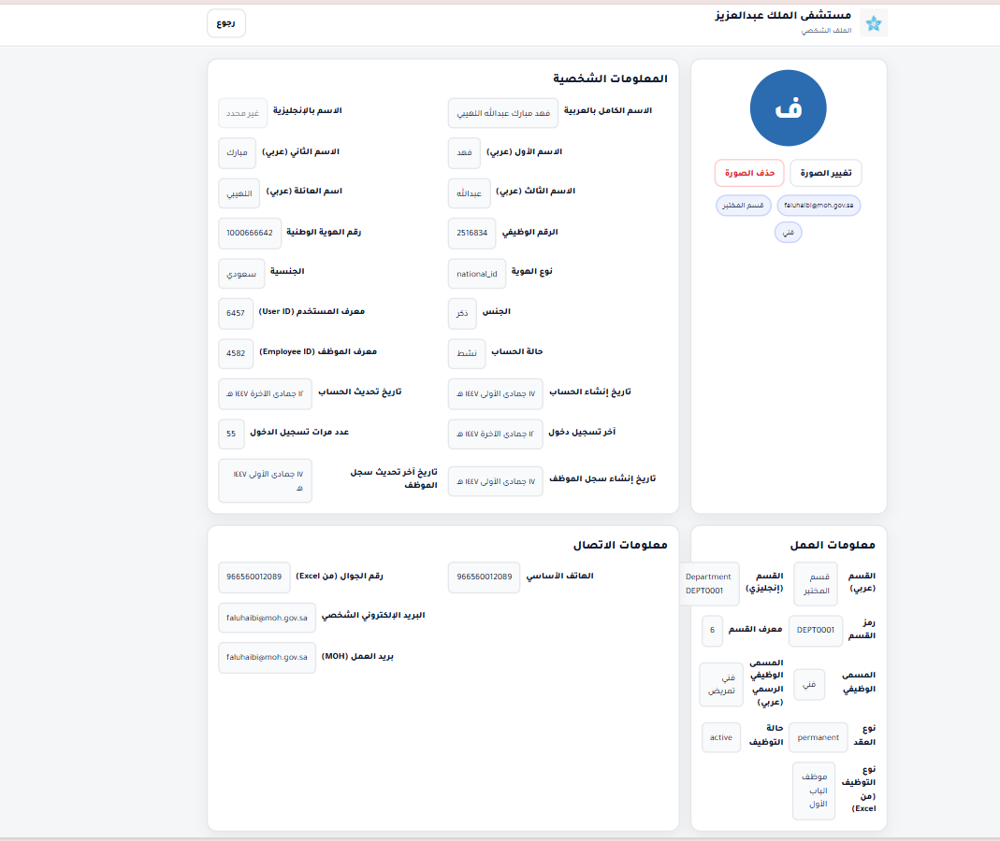 مستشفى الملك عبدالعزيز
الملف الشخصي
رجوع
ف
تغيير الصورة
حذف الصورة
faluhaibi@moh.gov.sa
قسم المختبر
فني
المعلومات الشخصية
الاسم الكامل بالعربية
فهد مبارك عبدالله اللهيبي
الاسم بالإنجليزية
غير محدد
الاسم الأول (عربي)
فهد
الاسم الثاني (عربي)
مبارك
الاسم الثالث (عربي)
عبدالله
اسم العائلة (عربي)
اللهيبي
الرقم الوظيفي
2516834
رقم الهوية الوطنية
1000666642
نوع الهوية
national_id
الجنسية
سعودي
الجنس
ذكر
معرف المستخدم (User ID)
6457
حالة الحساب
نشط
معرف الموظف (Employee ID)
4582
تاريخ إنشاء الحساب
١٧ جمادى الأولى ١٤٤٧ هـ
تاريخ تحديث الحساب
١٢ جمادى الآخرة ١٤٤٧ هـ
آخر تسجيل دخول
١٢ جمادى الآخرة ١٤٤٧ هـ
عدد مرات تسجيل الدخول
55
تاريخ إنشاء سجل الموظف
١٧ جمادى الأولى ١٤٤٧ هـ
تاريخ آخر تحديث سجل
الموظف
١٧ جمادى الأولى ١٤٤٧
هـ
معلومات العمل
القسم
(عربي)
قسم
المختبر
القسم
(إنجليزي)
Department
DEPT0001
رمز
القسم
DEPT0001
معرف القسم
6
المسمى
الوظيفي
فني
المسمى
الوظيفي
الرسمي
(عربي)
فني
تمريض
نوع
العقد
permanent
حالة
التوظيف
active
نوع
التوظيف
(من
Excel)
موظف
الباب
الأول
معلومات الاتصال
الهاتف الأساسي
966560012089
رقم الجوال (من Excel)
966560012089
البريد الإلكتروني الشخصي
faluhaibi@moh.gov.sa
بريد العمل (MOH)
faluhaibi@moh.gov.sa